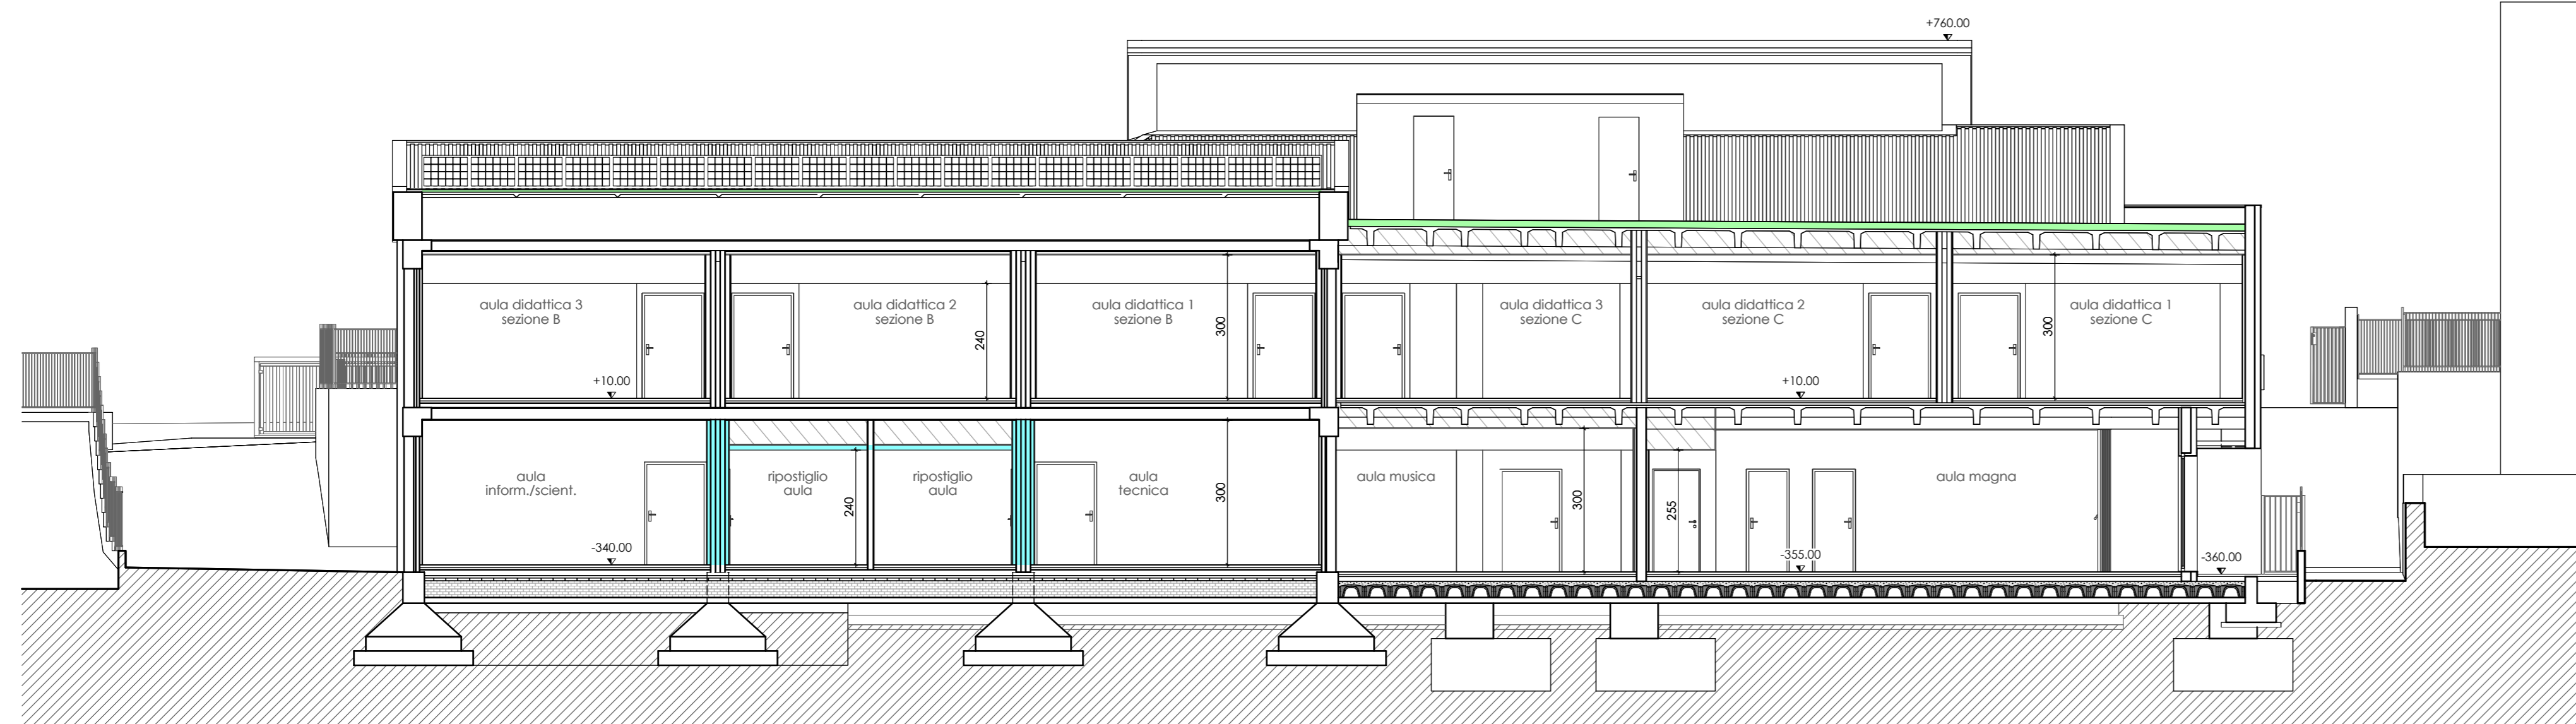 +760.00
aula didattica 3
sezione B
aula didattica 2
sezione B
aula didattica 1
sezione B
aula didattica 3
sezione C
aula didattica 2
sezione C
aula didattica 1
sezione C
240
300
300
+10.00
+10.00
aula
inform./scient.
ripostiglio
aula
ripostiglio
aula
aula
tecnica
aula musica
aula magna
240
300
300
255
-340.00
-355.00
-360.00